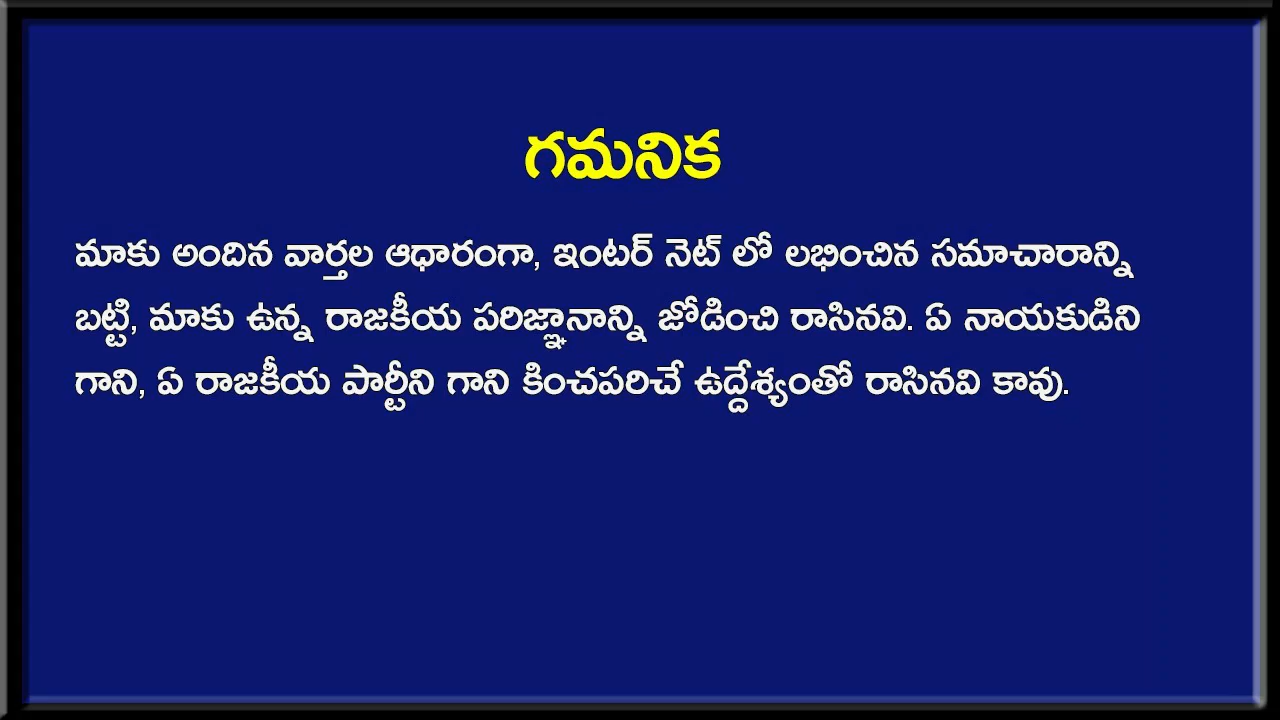 గమనిక
మాకు అందిన వార్తల ఆధారంగా, ఇంటర్ నెట్ లో లభించిన సమాచారాన్ని
బట్టి, మాకు ఉన్న రాజకీయ పరిజ్ఞానాన్ని జోడించి రాసినవి. ఏ నాయకుడిని
గాని, ఏ రాజకీయ పార్టీని గాని కించపరిచే ఉద్దేశ్యంతో రాసినవి కావు.